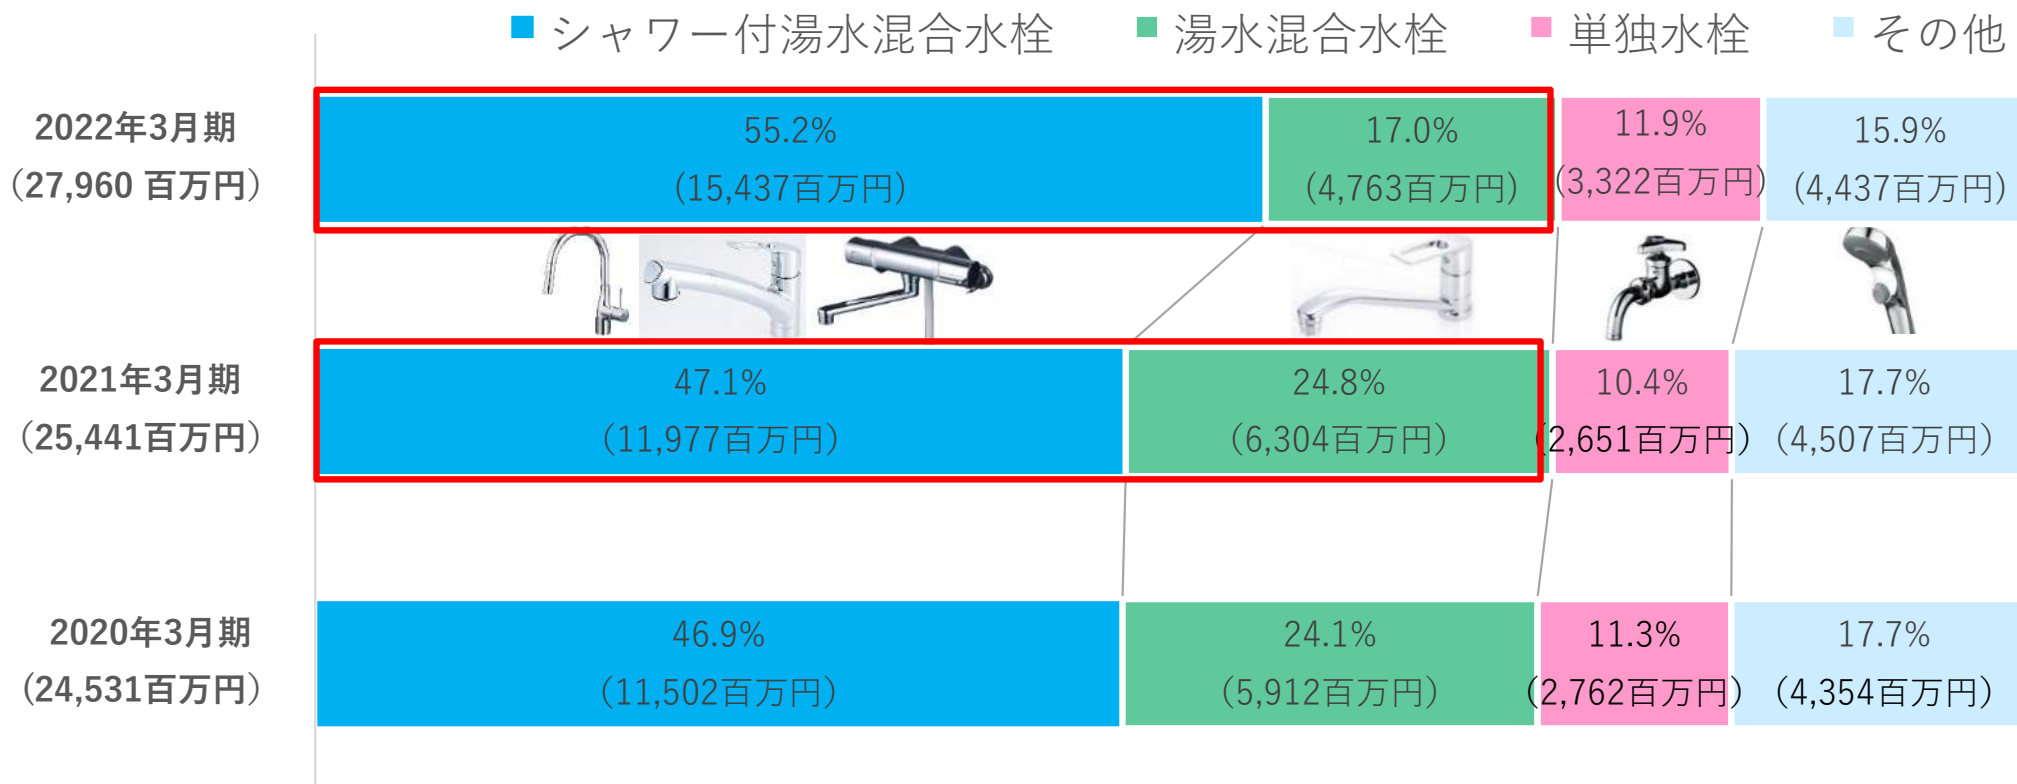 シャワー付湯水混合水栓 湯水混合水栓 単独水栓 その他
2022年3月期
（27,960 百万円）
55.2%
（15,437百万円）
17.0%
（4,763百万円）
11.9%
（3,322百万円）
15.9%
（4,437百万円）
2021年3月期
（25,441百万円）
47.1%
（11,977百万円）
24.8%
（6,304百万円）
10.4%
（2,651百万円）
17.7%
（4,507百万円）
2020年3月期
（24,531百万円）
46.9%
（11,502百万円）
24.1%
（5,912百万円）
11.3%
（2,762百万円）
17.7%
（4,354百万円）